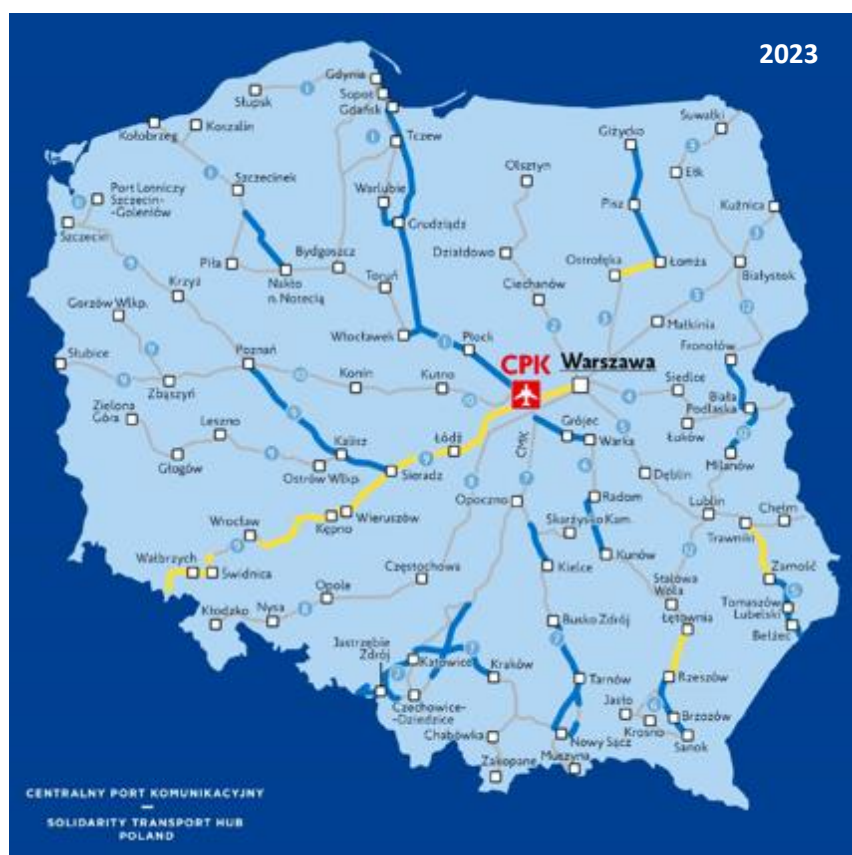 2023
Gdynia
Sopot
Gdańsk
Słupsk
Kołobrzeg
Koszalin
Tczew
Giżycko
Suwałki
Olsztyn
Ełk
Port Lotniczy
Szczecin-
-Goleniów
Szczecinek
Warlubie
Pisz
Kuźnica
Szczecin
Grudziądz
Bydgoszcz
Działdowo
Ostrołęka
Łomża
Białystok
Piła
Nakło
n. Notecią
Toruń
Krzyż
Ciechanów
Gorzów Wlkp.
Małkinia
Włocławek
Płock
Fronołów
Słubice
Poznań
CPK
Warszawa
Zbąszyń
Konin
Kutno
Siedlce
Biała
Podlaska
Zielona
Góra
Leszno
Łódź
Grójec
Warka
Łuków
Głogów
Kalisz
Ostrów Wlkp.
Sieradz
CMK
Dęblin
Milanów
Opoczno
Radom
Lublin
Chełm
Wrocław
Kępno
Wieruszów
Skarżysko Kam.
Trawniki
Wałbrzych
Świdnica
Częstochowa
Kielce
Kunów
Zamość
Opole
Stalowa
Wola
Tomaszów
Lubelski
Kłodzko
Nysa
Busko Zdrój
Łętownia
Bełżec
Jastrzębie
Zdrój
Katowice
Kraków
Tarnów
Rzeszów
Czechowice-
-Dziedzice
Jasło
Brzozów
Krosno
Chabówka
Nowy Sącz
Sanok
Muszyna
Zakopane
CENTRALNY PORT KOMUNIKACYJNY
—
SOLIDARITY TRANSPORT HUB
POLAND